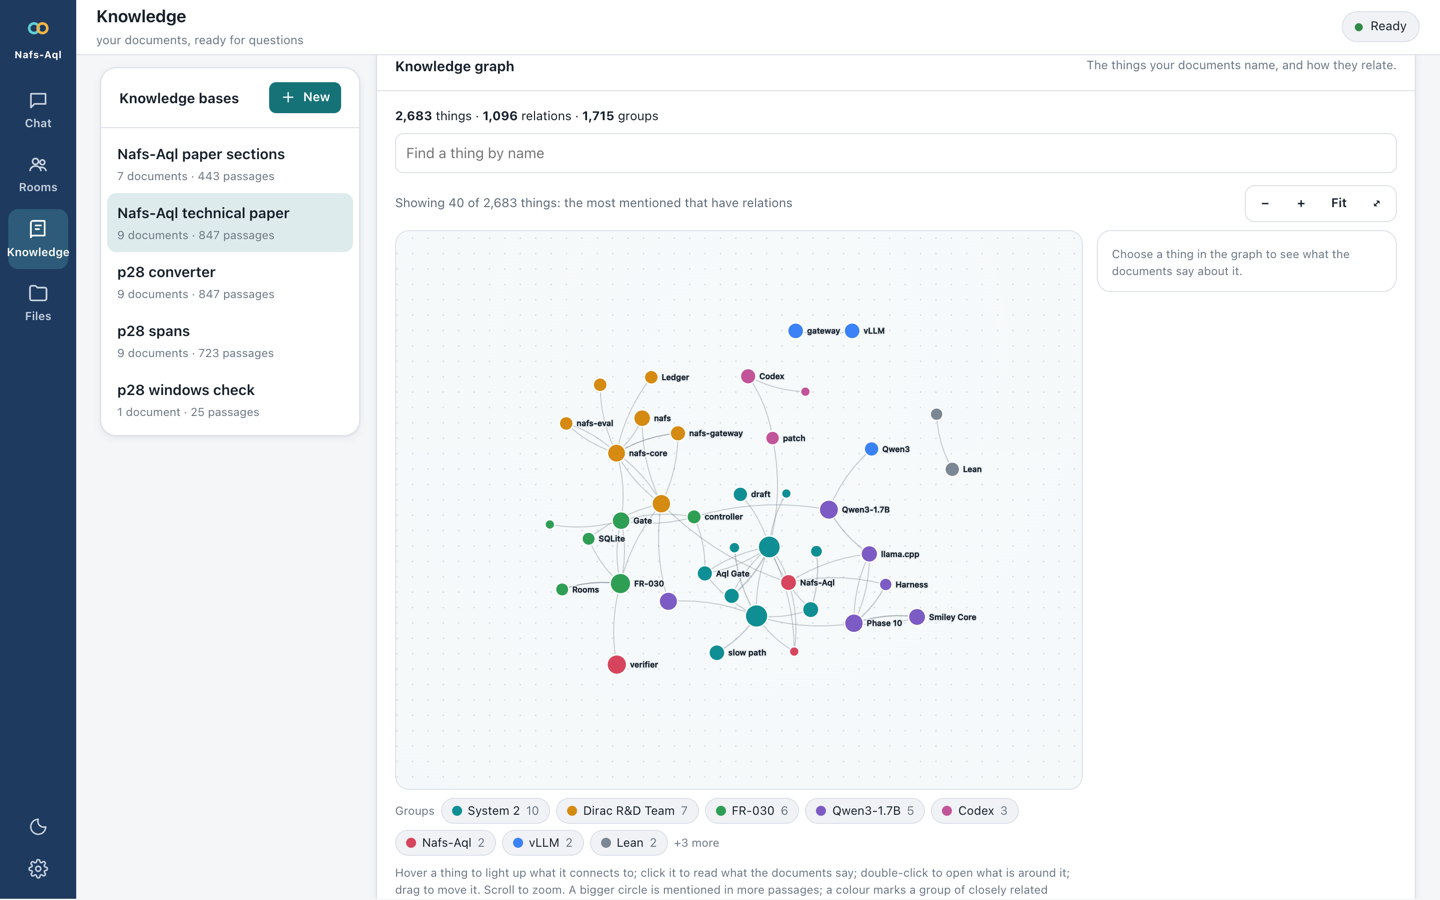 Nafs-Aql
Chat
Rooms
Knowledge
Files
Knowledge
your documents, ready for questions
Ready
Knowledge bases
+ New
Nafs-Aql paper sections
7 documents · 443 passages
Nafs-Aql technical paper
9 documents · 847 passages
p28 converter
9 documents · 847 passages
p28 spans
9 documents · 723 passages
p28 windows check
1 document · 25 passages
Knowledge graph
The things your documents name, and how they relate.
2,683 things · 1,096 relations · 1,715 groups
Find a thing by name
Showing 40 of 2,683 things: the most mentioned that have relations
− + Fit
Choose a thing in the graph to see what the
documents say about it.
gateway
vLLM
Ledger
Codex
nafs
nafs-eval
nafs-gateway
patch
nafs-core
Qwen3
Lean
draft
Qwen3-1.7B
controller
Gate
SQLite
llama.cpp
Aql Gate
Nafs-Aql
FR-030
Harness
Rooms
Smiley Core
Phase 10
slow path
verifier
Groups
System 2 10
Dirac R&D Team 7
FR-030 6
Qwen3-1.7B 5
Codex 3
Nafs-Aql 2
vLLM 2
Lean 2
+3 more
Hover a thing to light up what it connects to; click it to read what the documents say; double-click to open what is around it;
drag to move it. Scroll to zoom. A bigger circle is mentioned in more passages; a colour marks a group of closely related